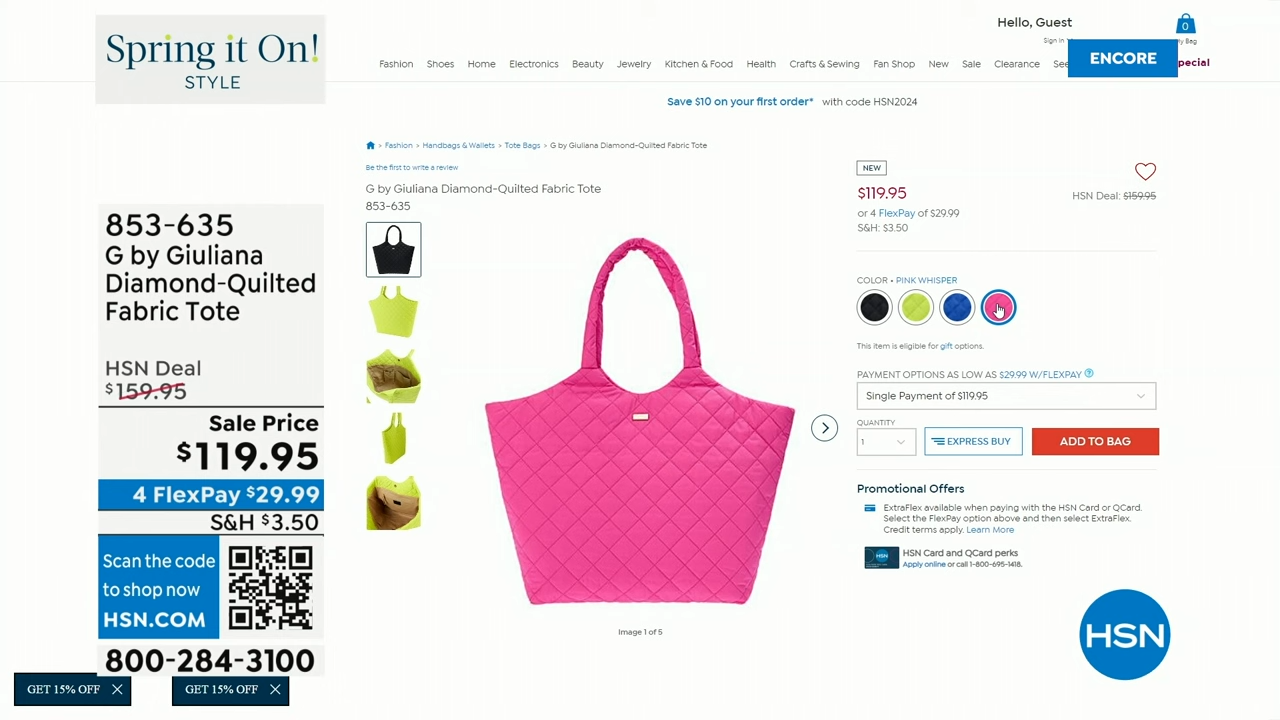 Spring it On!
STYLE
Hello, Guest
Sign In
0
y Bag
ENCORE
Fashion Shoes Home Electronics Beauty Jewelry Kitchen & Food Health Crafts & Sewing Fan Shop New Sale Clearance See
pecial
Save $10 on your first order* with code HSN2024
> Fashion > Handbags & Wallets > Tote Bags > G by Giuliana Diamond-Quilted Fabric Tote
Be the first to write a review
G by Giuliana Diamond-Quilted Fabric Tote
853-635
NEW
$119.95
HSN Deal: $159.95
or 4 FlexPay of $29.99
S&H: $3.50
COLOR • PINK WHISPER
This item is eligible for gift options.
PAYMENT OPTIONS AS LOW AS $29.99 W/FLEXPAY ?
Single Payment of $119.95
QUANTITY
1
EXPRESS BUY
ADD TO BAG
Promotional Offers
ExtraFlex available when paying with the HSN Card or QCard.
Select the FlexPay option above and then select ExtraFlex.
Credit terms apply. Learn More
HSN
HSN Card and QCard perks
Apply online or call 1-800-695-1418.
Image 1 of 5
853-635
G by Giuliana
Diamond-Quilted
Fabric Tote
HSN Deal
$159.95
Sale Price
$119.95
4 FlexPay $29.99
S&H $3.50
Scan the code
to shop now
HSN.COM
800-284-3100
GET 15% OFF
GET 15% OFF
HSN